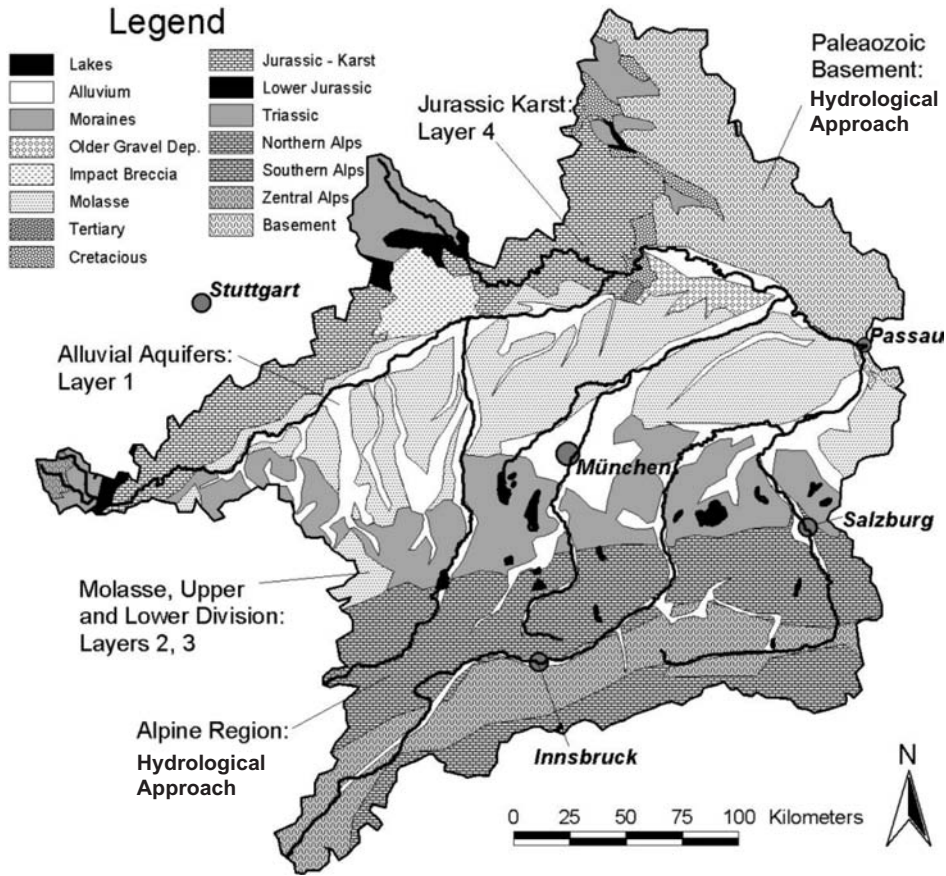 Legend
Lakes
Alluvium
Moraines
Older Gravel Dep.
Impact Breccia
Molasse
Tertiary
Cretacious
Jurassic - Karst
Lower Jurassic
Triassic
Northern Alps
Southern Alps
Zentral Alps
Basement
Jurassic Karst:
Layer 4
Paleaozoic
Basement:
Hydrological
Approach
Stuttgart
Alluvial Aquifers:
Layer 1
Passau
München
Salzburg
Molasse, Upper
and Lower Division:
Layers 2, 3
Alpine Region:
Hydrological
Approach
Innsbruck
N
0 25 50 75 100 Kilometers